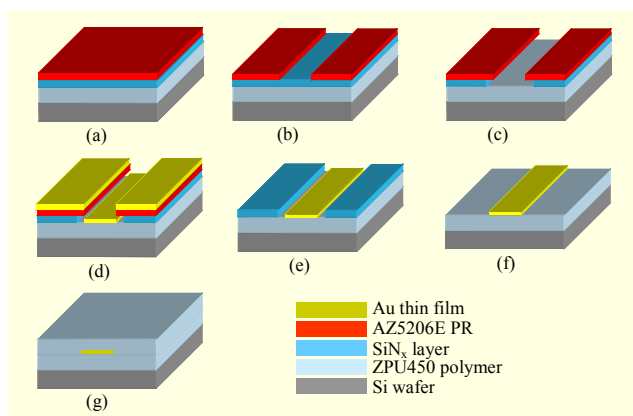 (a)
(b)
(c)
(d)
(e)
(f)
(g)
Au thin film
AZ5206E PR
SiNₓ layer
ZPU450 polymer
Si wafer